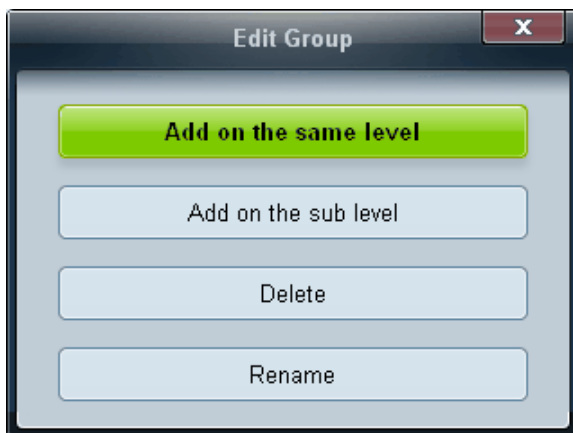 Edit Group
x
Add on the same level
Add on the sub level
Delete
Rename